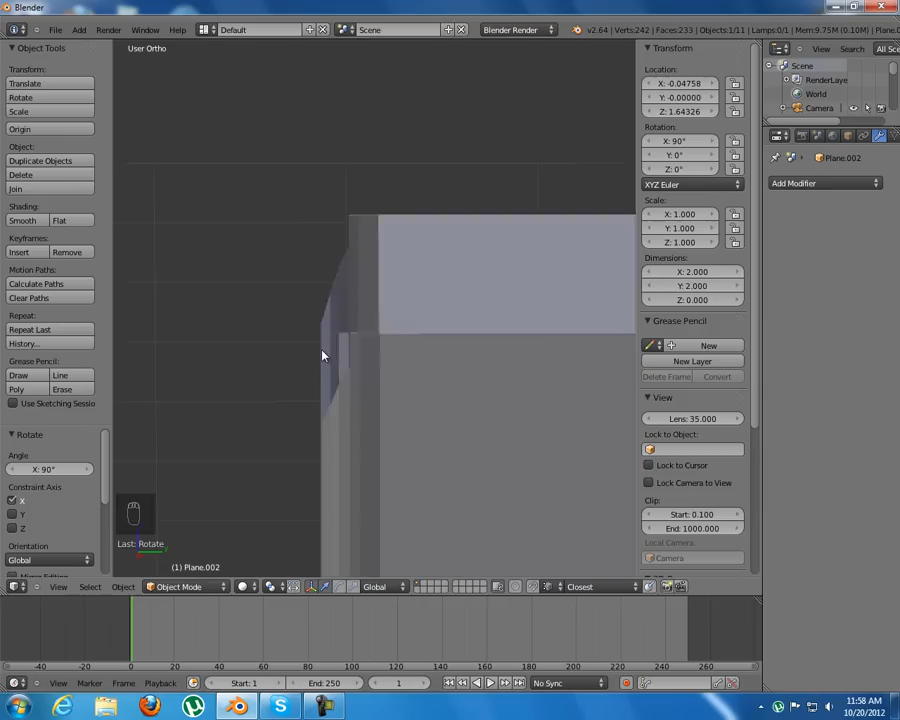 Blender
File Add Render Window Help Default Scene Blender Render v2.64 | Verts:242 | Faces:233 | Objects:1/11 | Lamps:0/1 | Mem:9.75M (0.10M) | Plane.002
Object Tools
Transform:
Translate
Rotate
Scale
Origin
Object:
Duplicate Objects
Delete
Join
Shading:
Smooth Flat
Keyframes:
Insert Remove
Motion Paths:
Calculate Paths
Clear Paths
Repeat:
Repeat Last
History...
Grease Pencil:
Draw Line
Poly Erase
Use Sketching Sessio
Rotate
Angle
X: 90°
Constraint Axis
X
Y
Z
Orientation
Global
User Ortho
Last: Rotate
(1) Plane.002
Transform
Location:
X: -0.04758
Y: -0.00000
Z: 1.64326
Rotation:
X: 90°
Y: 0°
Z: 0°
XYZ Euler
Scale:
X: 1.000
Y: 1.000
Z: 1.000
Dimensions:
X: 2.000
Y: 2.000
Z: 0.000
Grease Pencil
New
New Layer
Delete Frame Convert
View
Lens: 35.000
Lock to Object:
Lock to Cursor
Lock Camera to View
Clip:
Start: 0.100
End: 1000.000
Local Camera:
Camera
View Search All Sce
Scene
RenderLaye
World
Camera
Plane.002
Add Modifier
View Select Object Object Mode Global Closest
-40 -20 0 20 40 60 80 100 120 140 160 180 200 220 240 260
View Marker Frame Playback Start: 1 End: 250 1 No Sync
11:58 AM
10/20/2012